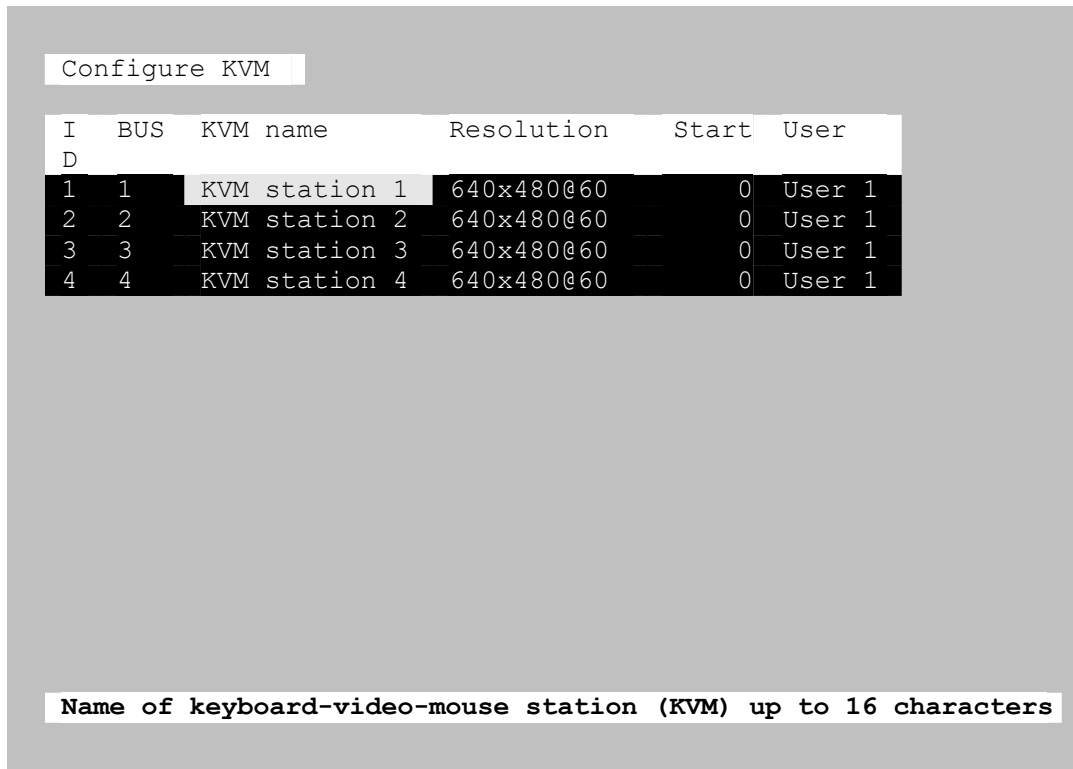 Configure KVM
I BUS KVM name Resolution Start User
D
1 1 KVM station 1 640x480@60 0 User 1
2 2 KVM station 2 640x480@60 0 User 1
3 3 KVM station 3 640x480@60 0 User 1
4 4 KVM station 4 640x480@60 0 User 1
Name of keyboard-video-mouse station (KVM) up to 16 characters